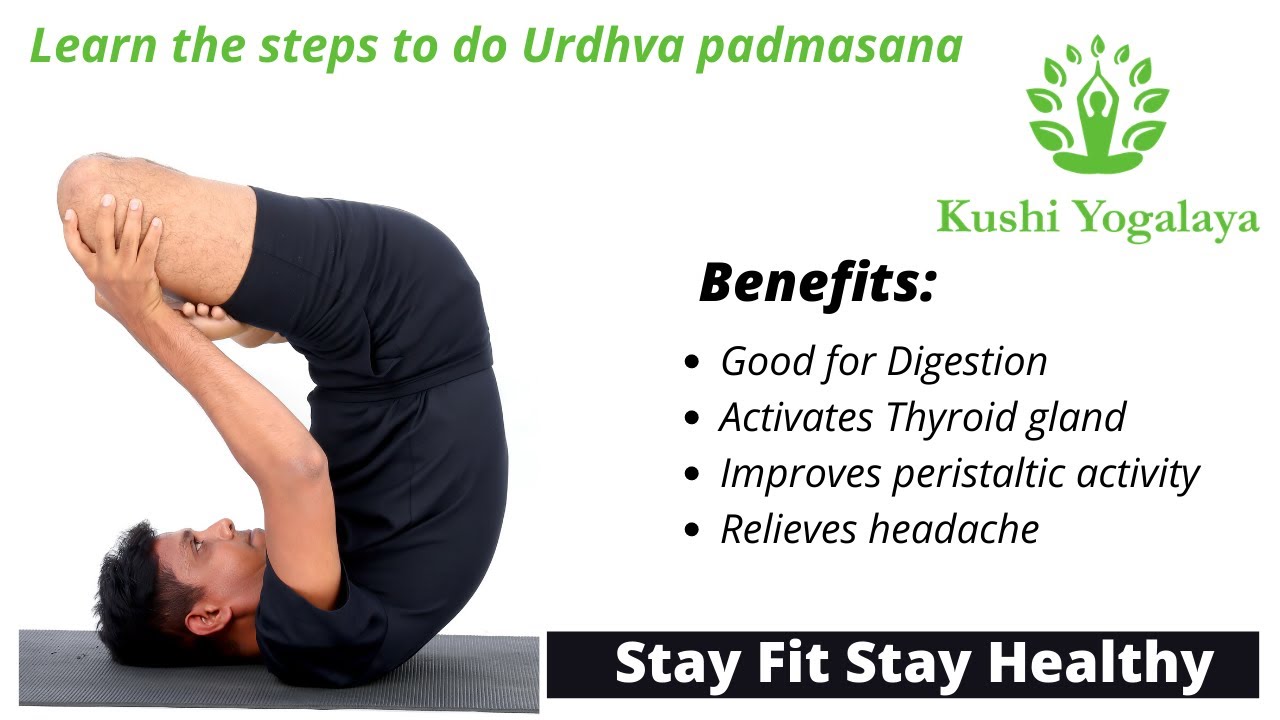 Learn the steps to do Urdhva padmasana
Kushi Yogalaya
Benefits:
• Good for Digestion
• Activates Thyroid gland
• Improves peristaltic activity
• Relieves headache
Stay Fit Stay Healthy